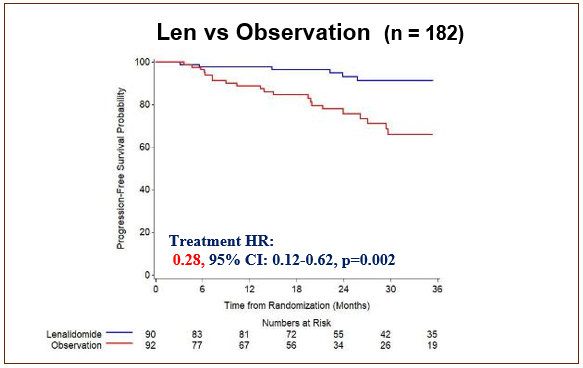 Len vs Observation (n = 182)
Progression-Free Survival Probability
100
80
60
40
20
0
Treatment HR:
0.28, 95% CI: 0.12-0.62, p=0.002
0 6 12 18 24 30 36
Time from Randomization (Months)
Numbers at Risk
Lenalidomide 90 83 81 72 55 42 35
Observation 92 77 67 56 34 26 19